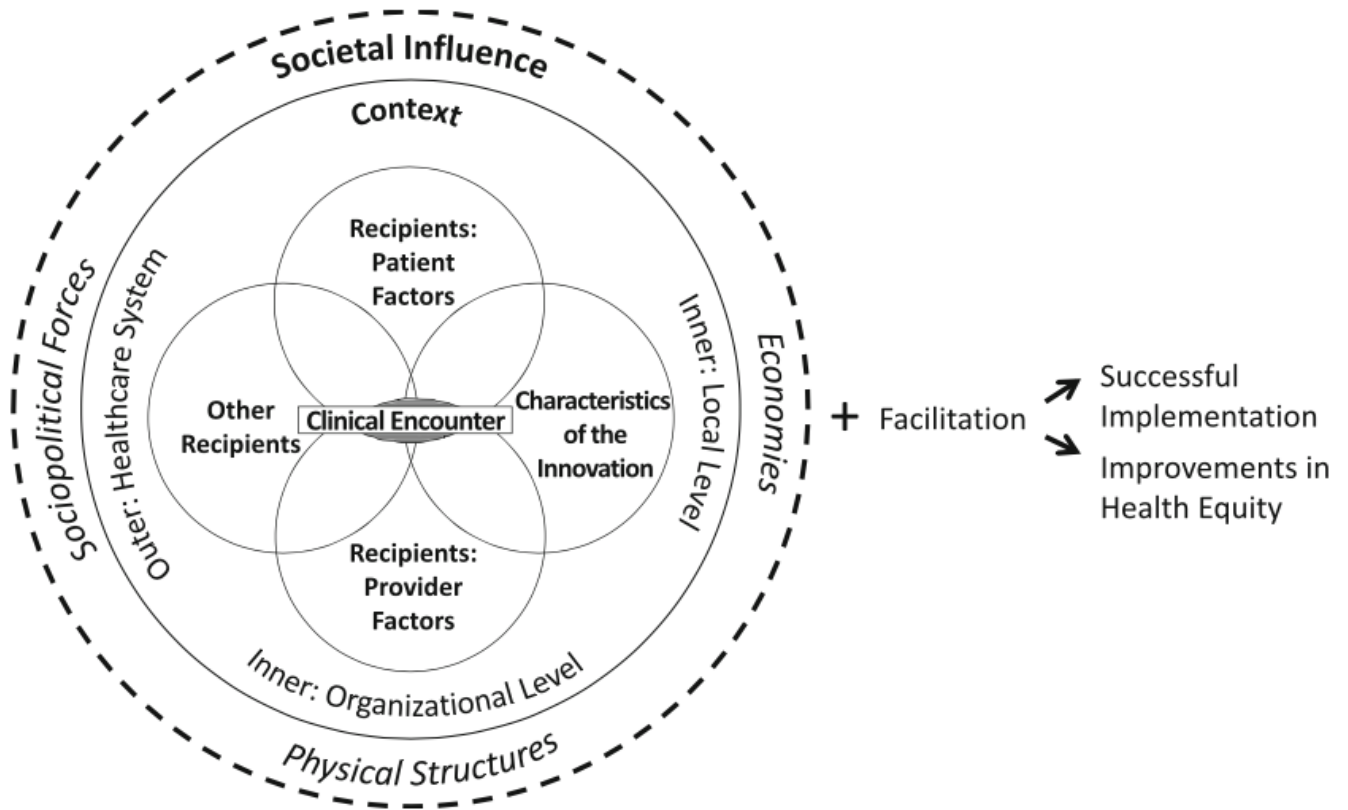 Societal Influence
Context
Recipients:
Patient
Factors
Sociopolitical Forces
Outer: Healthcare System
Other
Recipients
Clinical Encounter
Characteristics
of the
Innovation
Inner: Local Level
Economies
Recipients:
Provider
Factors
Inner: Organizational Level
Physical Structures
+
Facilitation
Successful
Implementation
Improvements in
Health Equity